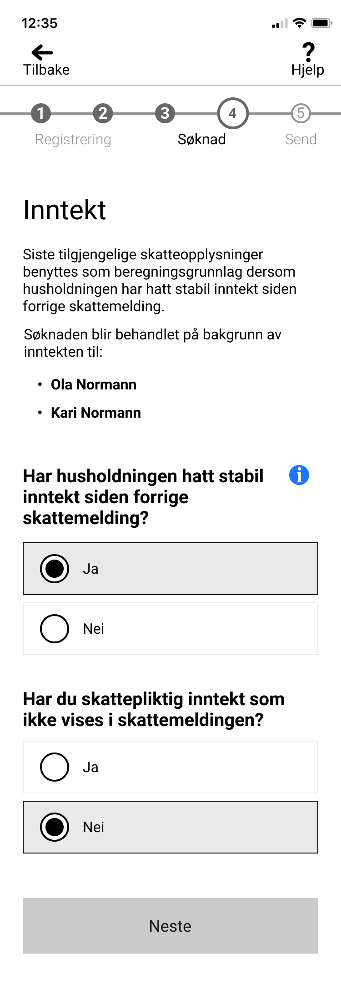 12:35
Tilbake
?
Hjelp
1 2 3 4 5
Registrering Søknad Send
Inntekt
Siste tilgjengelige skatteopplysninger
benyttes som beregningsgrunnlag dersom
husholdningen har hatt stabil inntekt siden
forrige skattemelding.
Søknaden blir behandlet på bakgrunn av
inntekten til:
• Ola Normann
• Kari Normann
Har husholdningen hatt stabil
i
inntekt siden forrige
skattemelding?
Ja
Nei
Har du skattepliktig inntekt som
ikke vises i skattemeldingen?
Ja
Nei
Neste